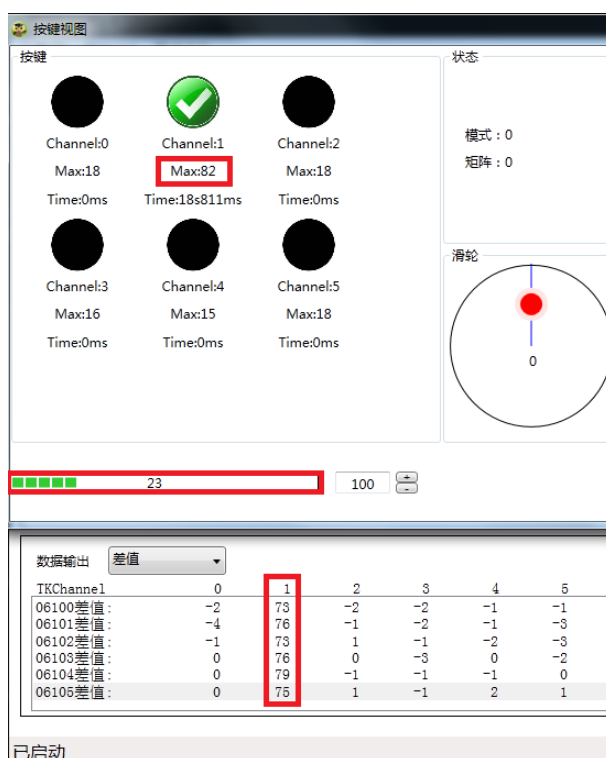 按键视图
按键
Channel:0 Channel:1 Channel:2
Max:18 Max:82 Max:18
Time:0ms Time:18s811ms Time:0ms
Channel:3 Channel:4 Channel:5
Max:16 Max:15 Max:18
Time:0ms Time:0ms Time:0ms
状态
模式：0
矩阵：0
滑轮
0
23 100 + -
数据输出 差值
TKChannel 0 1 2 3 4 5
06100差值: -2 73 -2 -2 -1 -1
06101差值: -4 76 -1 -2 -1 -3
06102差值: -1 73 1 -1 -2 -3
06103差值: 0 76 0 -3 0 -2
06104差值: 0 79 -1 -1 -1 0
06105差值: 0 75 1 -1 2 1
已启动